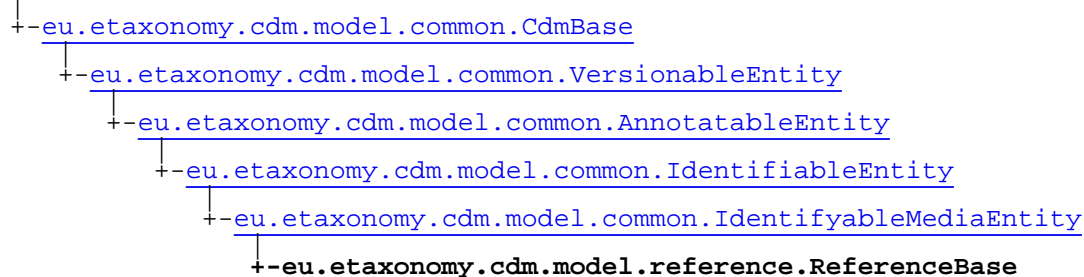 +-eu.etaxonomy.cdm.model.common.CdmBase
+-eu.etaxonomy.cdm.model.common.VersionableEntity
+-eu.etaxonomy.cdm.model.common.AnnotatableEntity
+-eu.etaxonomy.cdm.model.common.IdentifiableEntity
+-eu.etaxonomy.cdm.model.common.IdentifyableMediaEntity
+-eu.etaxonomy.cdm.model.reference.ReferenceBase